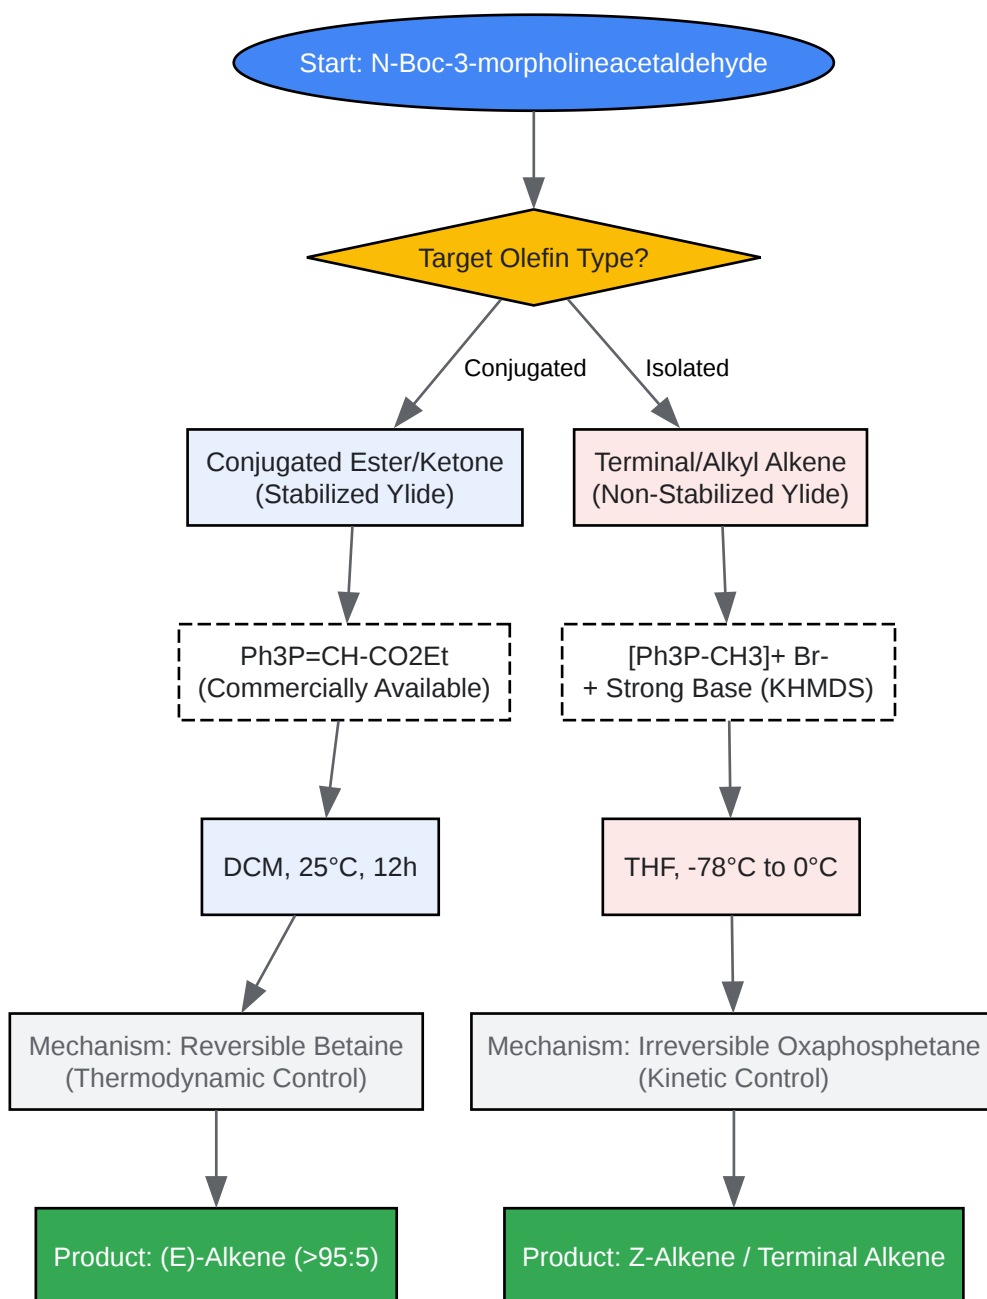 Start: N-Boc-3-morpholineacetaldehyde
Target Olefin Type?
Conjugated
Isolated
Conjugated Ester/Ketone
(Stabilized Ylide)
Terminal/Alkyl Alkene
(Non-Stabilized Ylide)
Ph3P=CH-CO2Et
(Commercially Available)
[Ph3P-CH3]+ Br-
+ Strong Base (KHMDS)
DCM, 25°C, 12h
THF, -78°C to 0°C
Mechanism: Reversible Betaine
(Thermodynamic Control)
Mechanism: Irreversible Oxaphosphetane
(Kinetic Control)
Product: (E)-Alkene (>95:5)
Product: Z-Alkene / Terminal Alkene